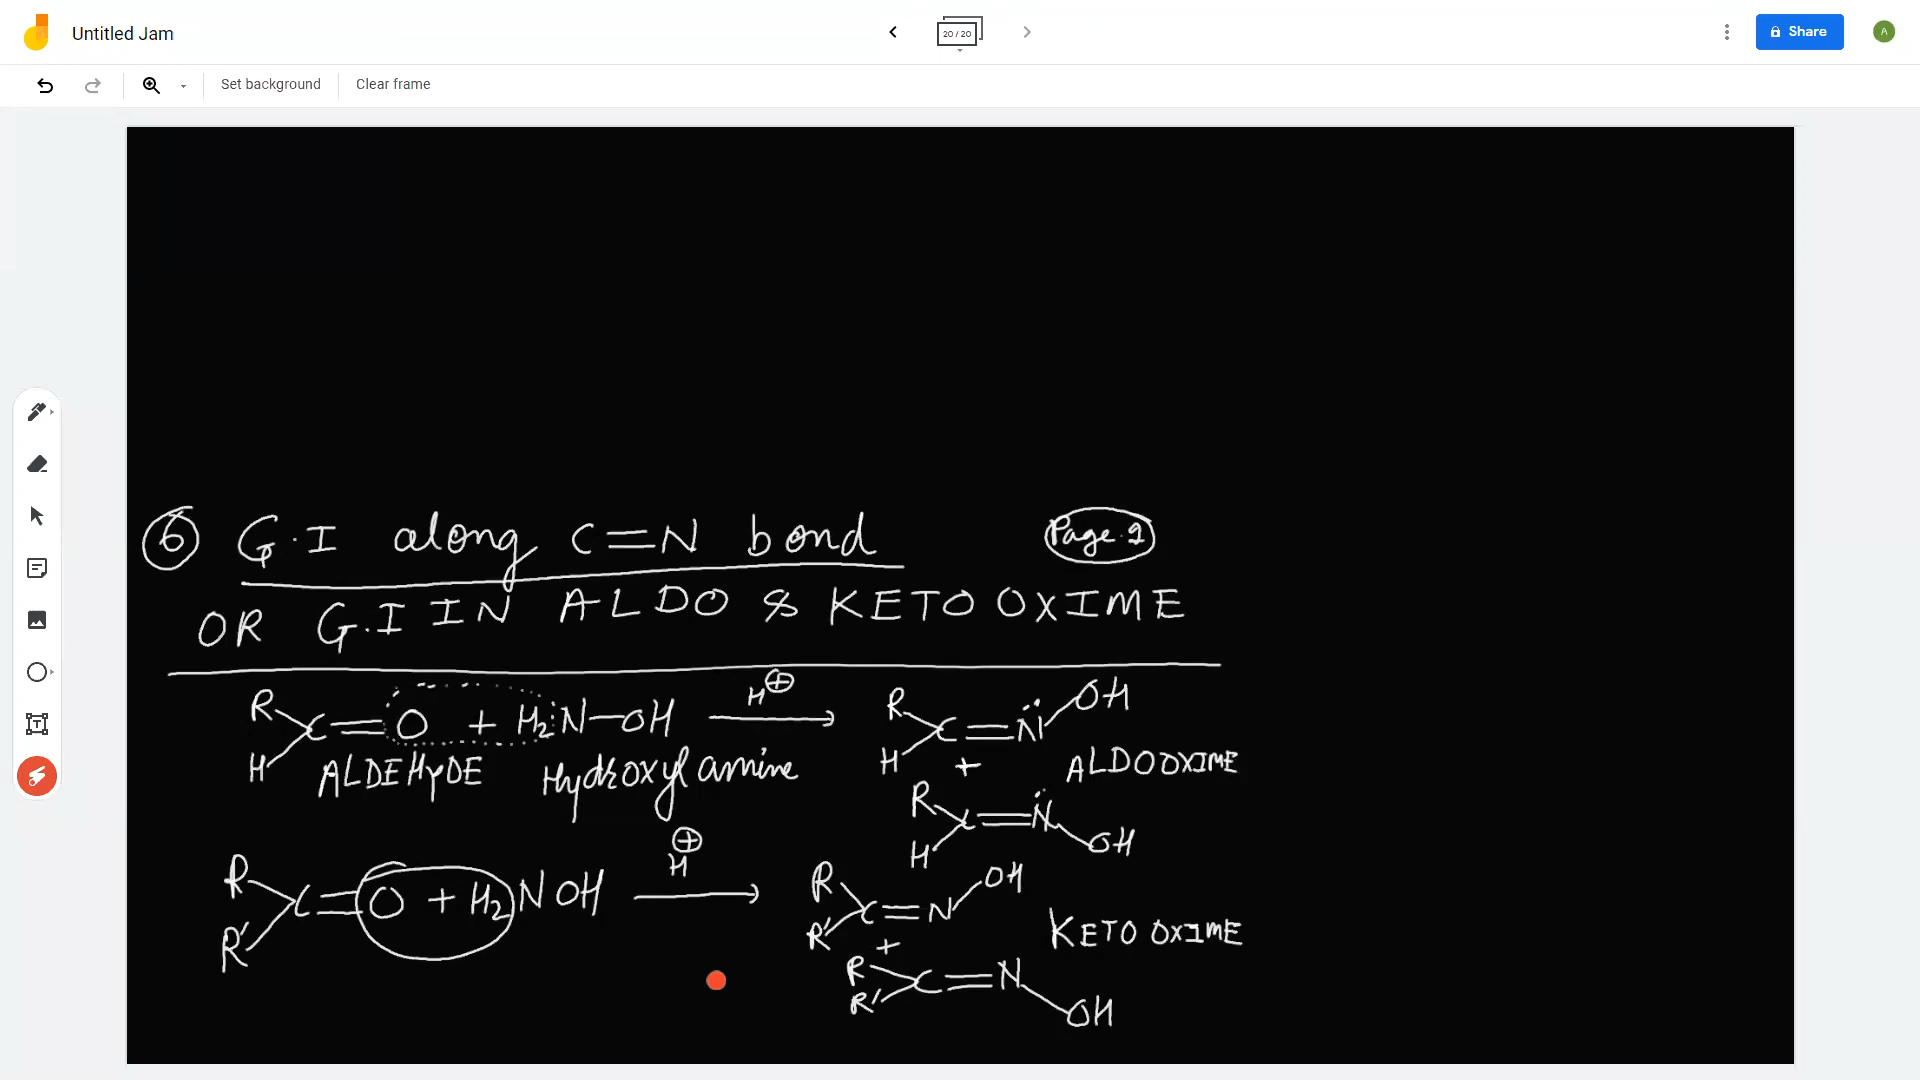 Untitled Jam
20 / 20
Share
A
Set background
Clear frame
6 G.I along C=N bond Page.1
OR G.I IN ALDO & KETO OXIME
R H C=O + H2N-OH H⊕ → R H C=N̈ OH
ALDEHYDE Hydroxyl amine + ALDOOXIME
R H C=N̈ OH
R R' C=O + H2NOH H⊕ → R R' C=N OH
+ KETO OXIME
R R' C=N OH